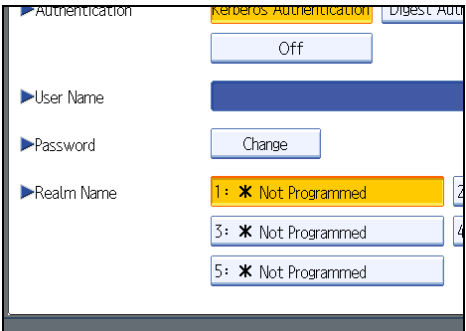 ▶Authentication Kerberos Authentication Digest
Off
▶User Name
▶Password Change
▶Realm Name 1: ✱ Not Programmed
3: ✱ Not Programmed
5: ✱ Not Programmed